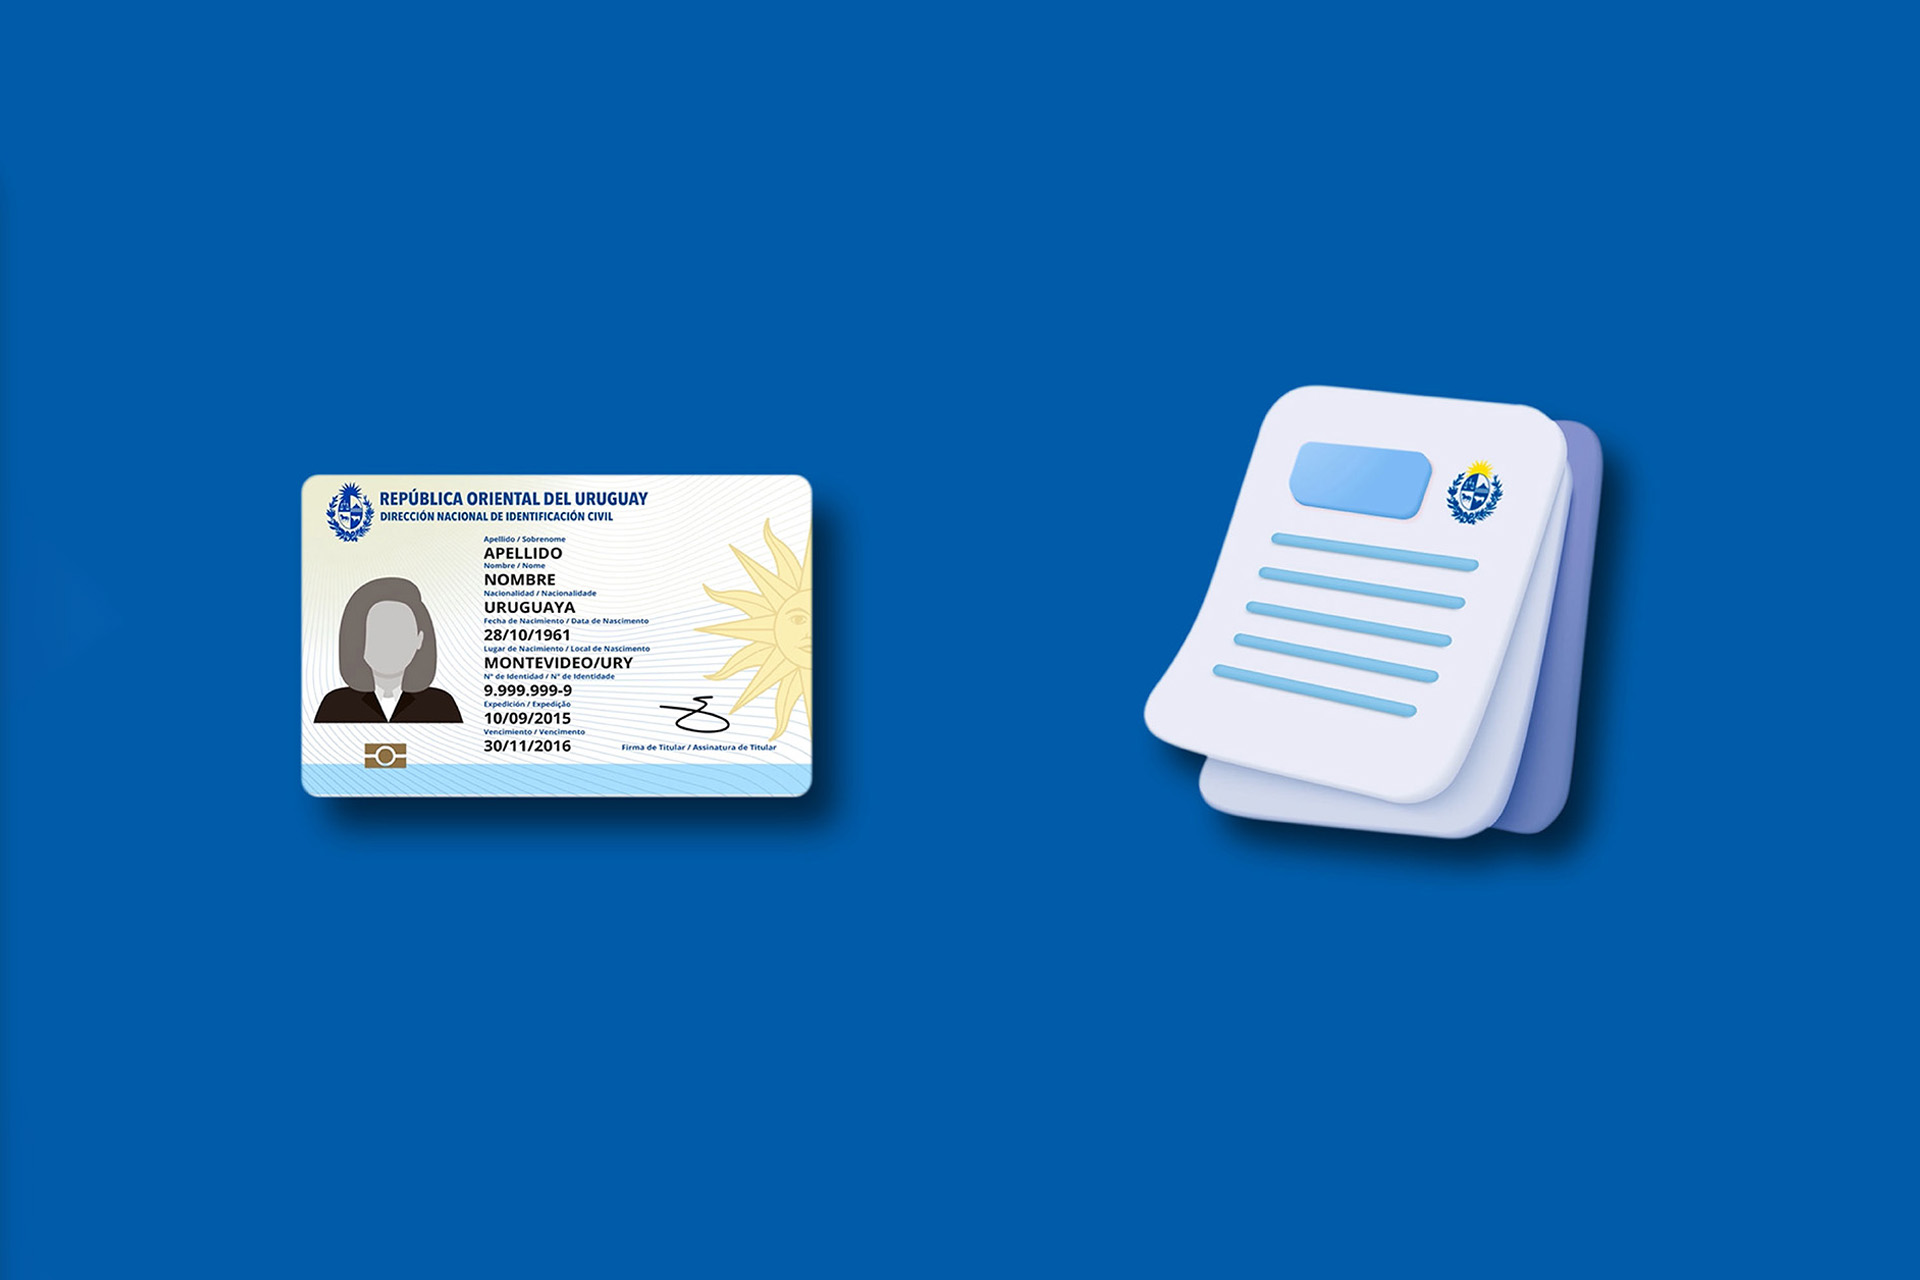 REPÚBLICA ORIENTAL DEL URUGUAY
DIRECCIÓN NACIONAL DE IDENTIFICACIÓN CIVIL
Apellido / Sobrenome
APELLIDO
Nombre / Nome
NOMBRE
Nacionalidad / Nacionalidade
URUGUAYA
Fecha de Nacimiento / Data de Nascimento
28/10/1961
Lugar de Nacimiento / Local de Nascimento
MONTEVIDEO/URY
N° de Identidad / N° de Identidade
9.999.999-9
Expedición / Expedição
10/09/2015
Vencimiento / Vencimento
30/11/2016
Firma de Titular / Assinatura de Titular